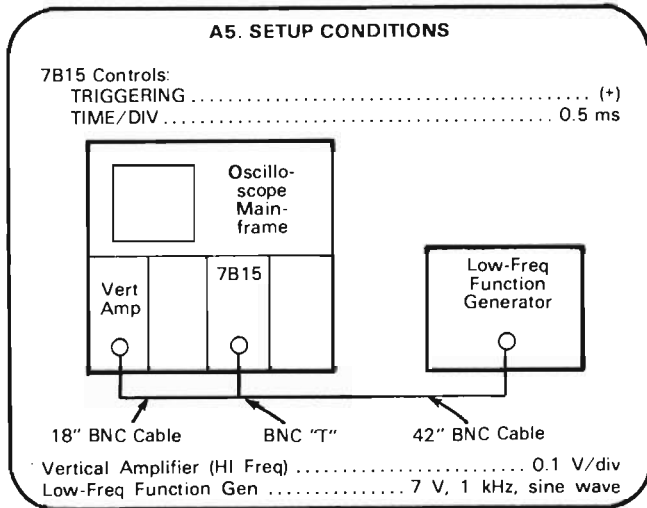 A5. SETUP CONDITIONS
7B15 Controls:
TRIGGERING ........................................ (+)
TIME/DIV ........................................ 0.5 ms
Oscillo-
scope
Main-
frame
Vert
Amp
7B15
Low-Freq
Function
Generator
18" BNC Cable
BNC "T"
42" BNC Cable
Vertical Amplifier (HI Freq) ........................ 0.1 V/div
Low-Freq Function Gen .............. 7 V, 1 kHz, sine wave